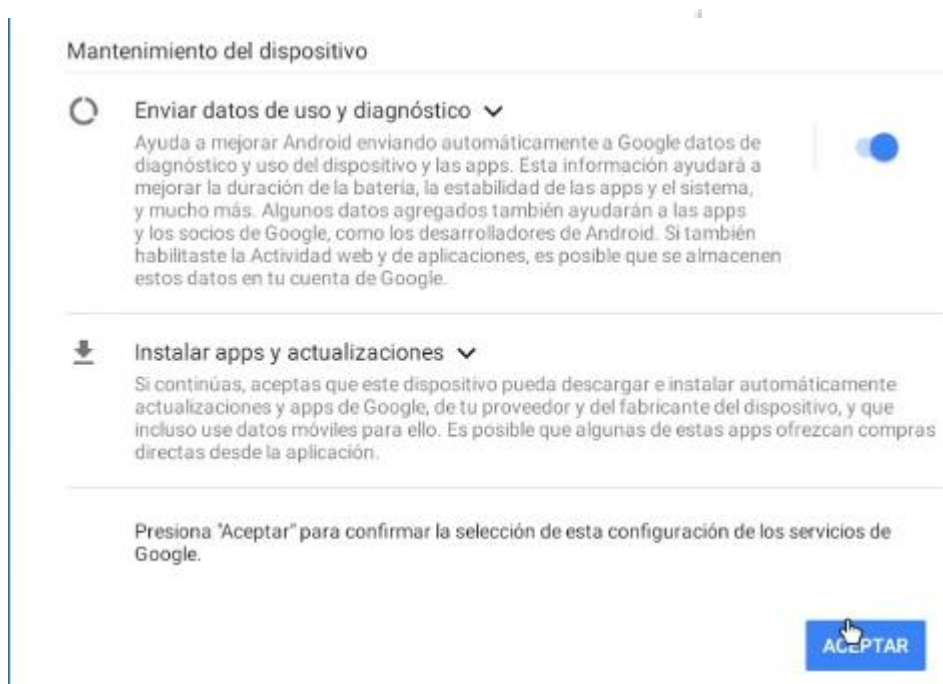 Mantenimiento del dispositivo
Enviar datos de uso y diagnóstico
Ayuda a mejorar Android enviando automáticamente a Google datos de
diagnóstico y uso del dispositivo y las apps. Esta información ayudará a
mejorar la duración de la batería, la estabilidad de las apps y el sistema,
y mucho más. Algunos datos agregados también ayudarán a las apps
y los socios de Google, como los desarrolladores de Android. Si también
habilitaste la Actividad web y de aplicaciones, es posible que se almacenen
estos datos en tu cuenta de Google.
Instalar apps y actualizaciones
Si continúas, aceptas que este dispositivo pueda descargar e instalar automáticamente
actualizaciones y apps de Google, de tu proveedor y del fabricante del dispositivo, y que
incluso use datos móviles para ello. Es posible que algunas de estas apps ofrezcan compras
directas desde la aplicación.
Presiona "Aceptar" para confirmar la selección de esta configuración de los servicios de
Google.
ACEPTAR